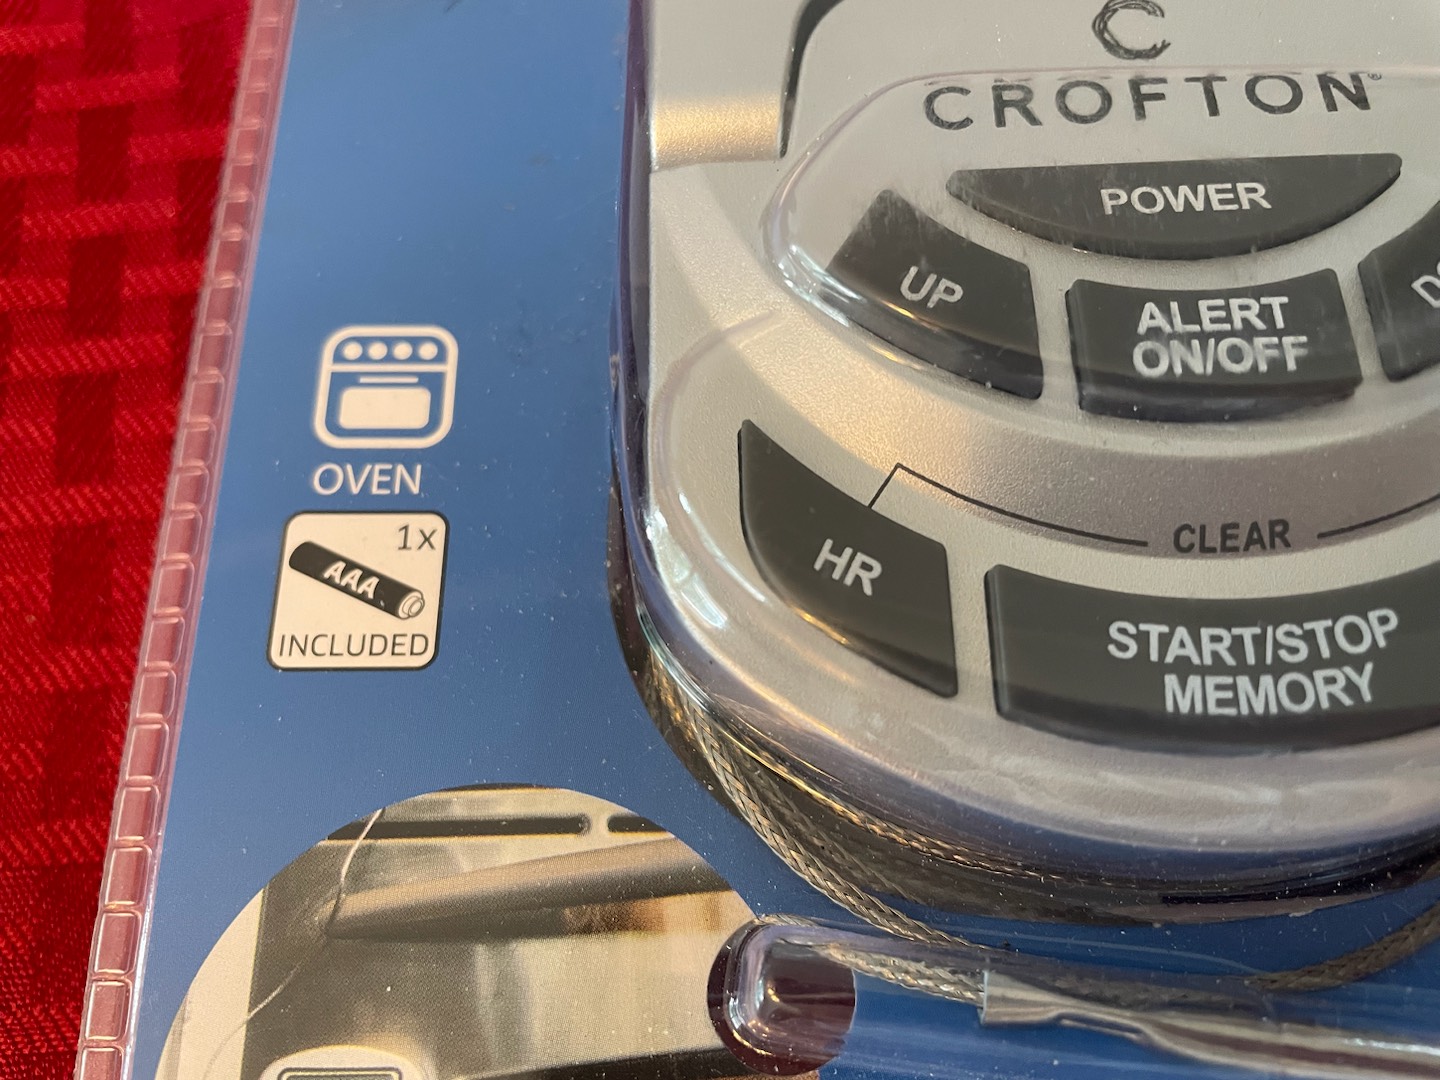 C
CROFTON®
POWER
UP
ALERT
ON/OFF
OVEN
1x
AAA
INCLUDED
CLEAR
HR
START/STOP
MEMORY